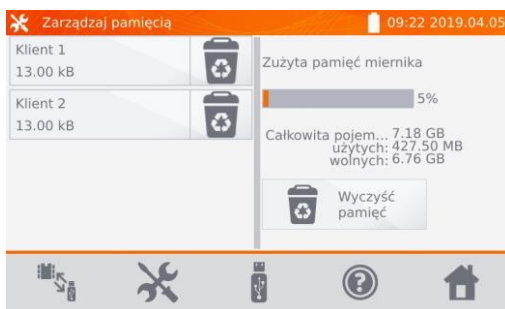 Zarządzaj pamięcią
09:22 2019.04.05
Klient 1
13.00 kB
Klient 2
13.00 kB
Zużyta pamięć miernika
5%
Całkowita pojem... 7.18 GB
użytych: 427.50 MB
wolnych: 6.76 GB
Wyczyść
pamięć